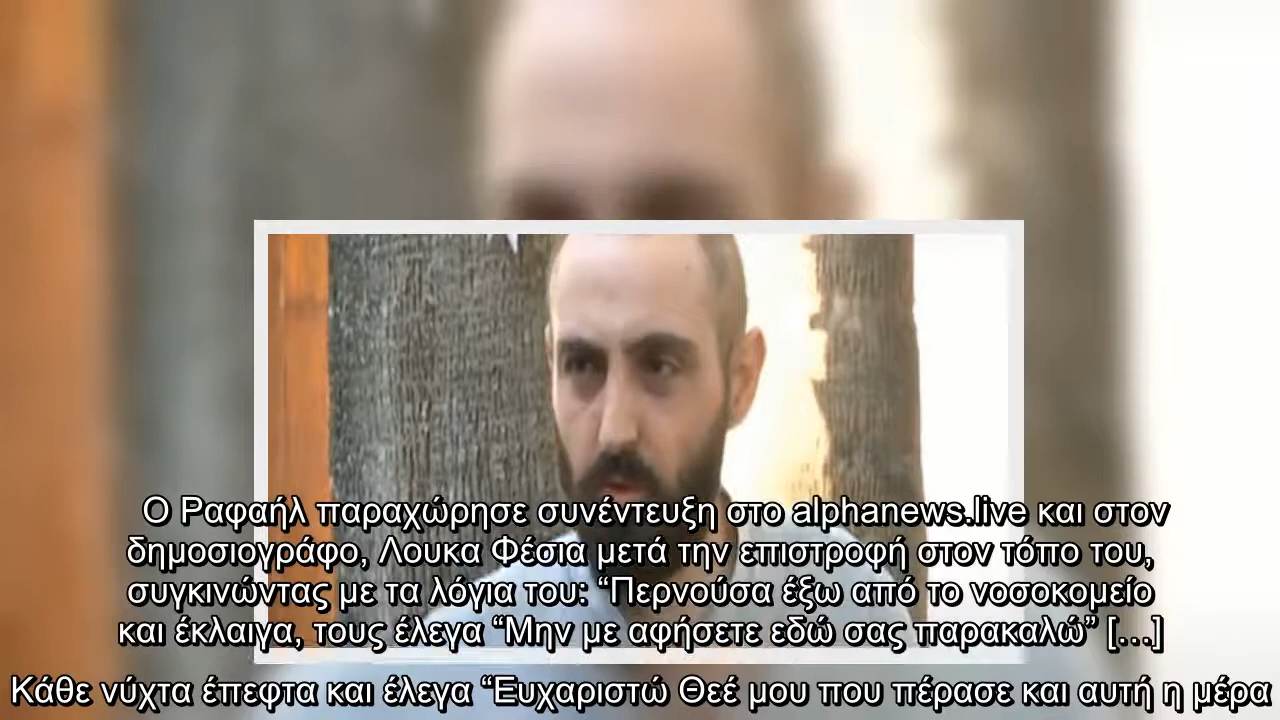 Ο Ραφαήλ παραχώρησε συνέντευξη στο alphanews.live και στον
δημοσιογράφο, Λουκα Φέσια μετά την επιστροφή στον τόπο του,
συγκινώντας με τα λόγια του: “Περνούσα έξω από το νοσοκομείο
και έκλαιγα, τους έλεγα “Μην με αφήσετε εδώ σας παρακαλώ” […]
Κάθε νύχτα έπεφτα και έλεγα “Ευχαριστώ Θεέ μου που πέρασε και αυτή η μέρα